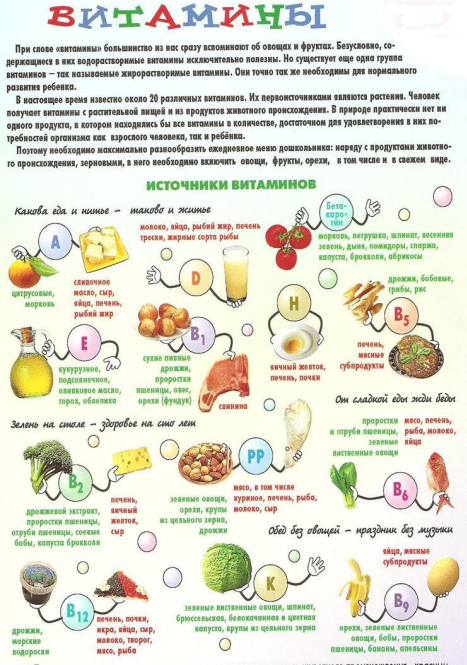 ВИТАМИНЫ
При слове «витамины» большинство из нас сразу вспоминают об овощах и фруктах. Безусловно, со-
держащиеся в них водорастворимые витамины исключительно полезны. Но существует еще одна группа
витаминов – так называемые жирорастворимые витамины. Они точно так же необходимы для нормального
развития ребенка.
В настоящее время известно около 20 различных витаминов. Их первоисточниками являются растения. Человек
получает витамины с растительной пищей и из продуктов животного происхождения. В природе практически нет ни
одного продукта, в котором находились бы все витамины в количестве, достаточном для удовлетворения в них пот-
ребностей организма как взрослого человека, так и ребёнка.
Поэтому необходимо максимально разнообразить ежедневное меню дошкольника: наряду с продуктами животно-
го происхождения, зерновыми, в него необходимо включить овощи, фрукты, орехи, в том числе и в свежем виде.
ИСТОЧНИКИ ВИТАМИНОВ
Какова еда и питье – таково и житье
A
цитрусовые,
морковь
сливочное
масло, сыр,
яйца, печень,
рыбий жир
молоко, яйца, рыбий жир, печень
трески, жирные сорта рыбы
D
Бета-
каро-
тин
морковь, петрушка, шпинат, весенняя
зелень, дыня, помидоры, спаржа,
капуста, брокколи, абрикосы
E
кукурузное,
подсолнечное,
оливковое масло,
горох, облепиха
B1
сухие пивные
дрожжи,
проростки
пшеницы, овес,
орехи (фундук)
свинина
H
яичный желток,
печень, почки
дрожжи, бобовые,
грибы, рис
B5
печень,
мясные
субпродукты
От сладкой еды жди беды
Зелень на столе – здоровье на сто лет
B2
дрожжевой экстракт,
проростки пшеницы,
отруби пшеницы, соевые
бобы, капуста брокколи
печень,
яичный
желток,
сыр
PP
зеленые овощи,
орехи, крупы
из цельного зерна,
дрожжи
мясо, в том числе
куриное, печень, рыба,
молоко, сыр
проростки
и отруби пшеницы,
зеленые
лиственные овощи
мясо, печень,
рыба, молоко,
яйца
B6
Обед без овощей – праздник без музыки
B12
дрожжи,
морские
водоросли
печень, почки,
икра, яйца, сыр,
молоко, творог,
мясо, рыба
K
зеленые лиственные овощи, шпинат,
брюссельская, белокачанная и цветная
капуста, крупы из цельного зерна
яйца, мясные
субпродукты
B9
орехи, зеленые лиственные
овощи, бобы, проростки
пшеницы, бананы, апельсины